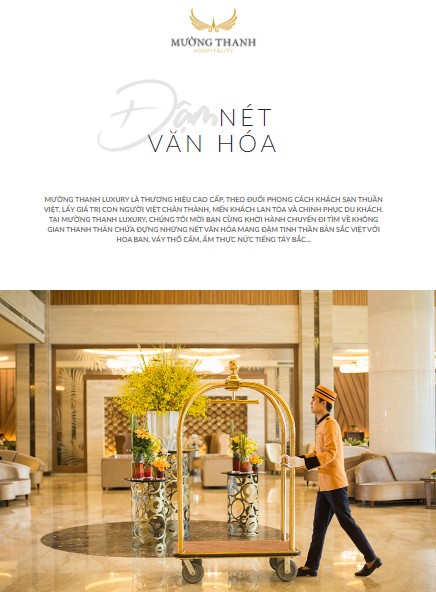 MƯỜNG THANH
HOSPITALITY
Đậm NÉT
VĂN HÓA
MƯỜNG THANH LUXURY LÀ THƯƠNG HIỆU CAO CẤP, THEO ĐUỔI PHONG CÁCH KHÁCH SẠN THUẦN
VIỆT, LẤY GIÁ TRỊ CON NGƯỜI VIỆT CHÂN THÀNH, MẾN KHÁCH LAN TỎA VÀ CHINH PHỤC DU KHÁCH.
TẠI MƯỜNG THANH LUXURY, CHÚNG TÔI MỜI BẠN CÙNG KHỞI HÀNH CHUYẾN ĐI TÌM VỀ KHÔNG
GIAN THANH THẢN CHỨA ĐỰNG NHỮNG NÉT VĂN HÓA MANG ĐẬM TINH THẦN BẢN SẮC VIỆT VỚI
HOA BAN, VÁY THỔ CẨM, ẨM THỰC NỨC TIẾNG TÂY BẮC...